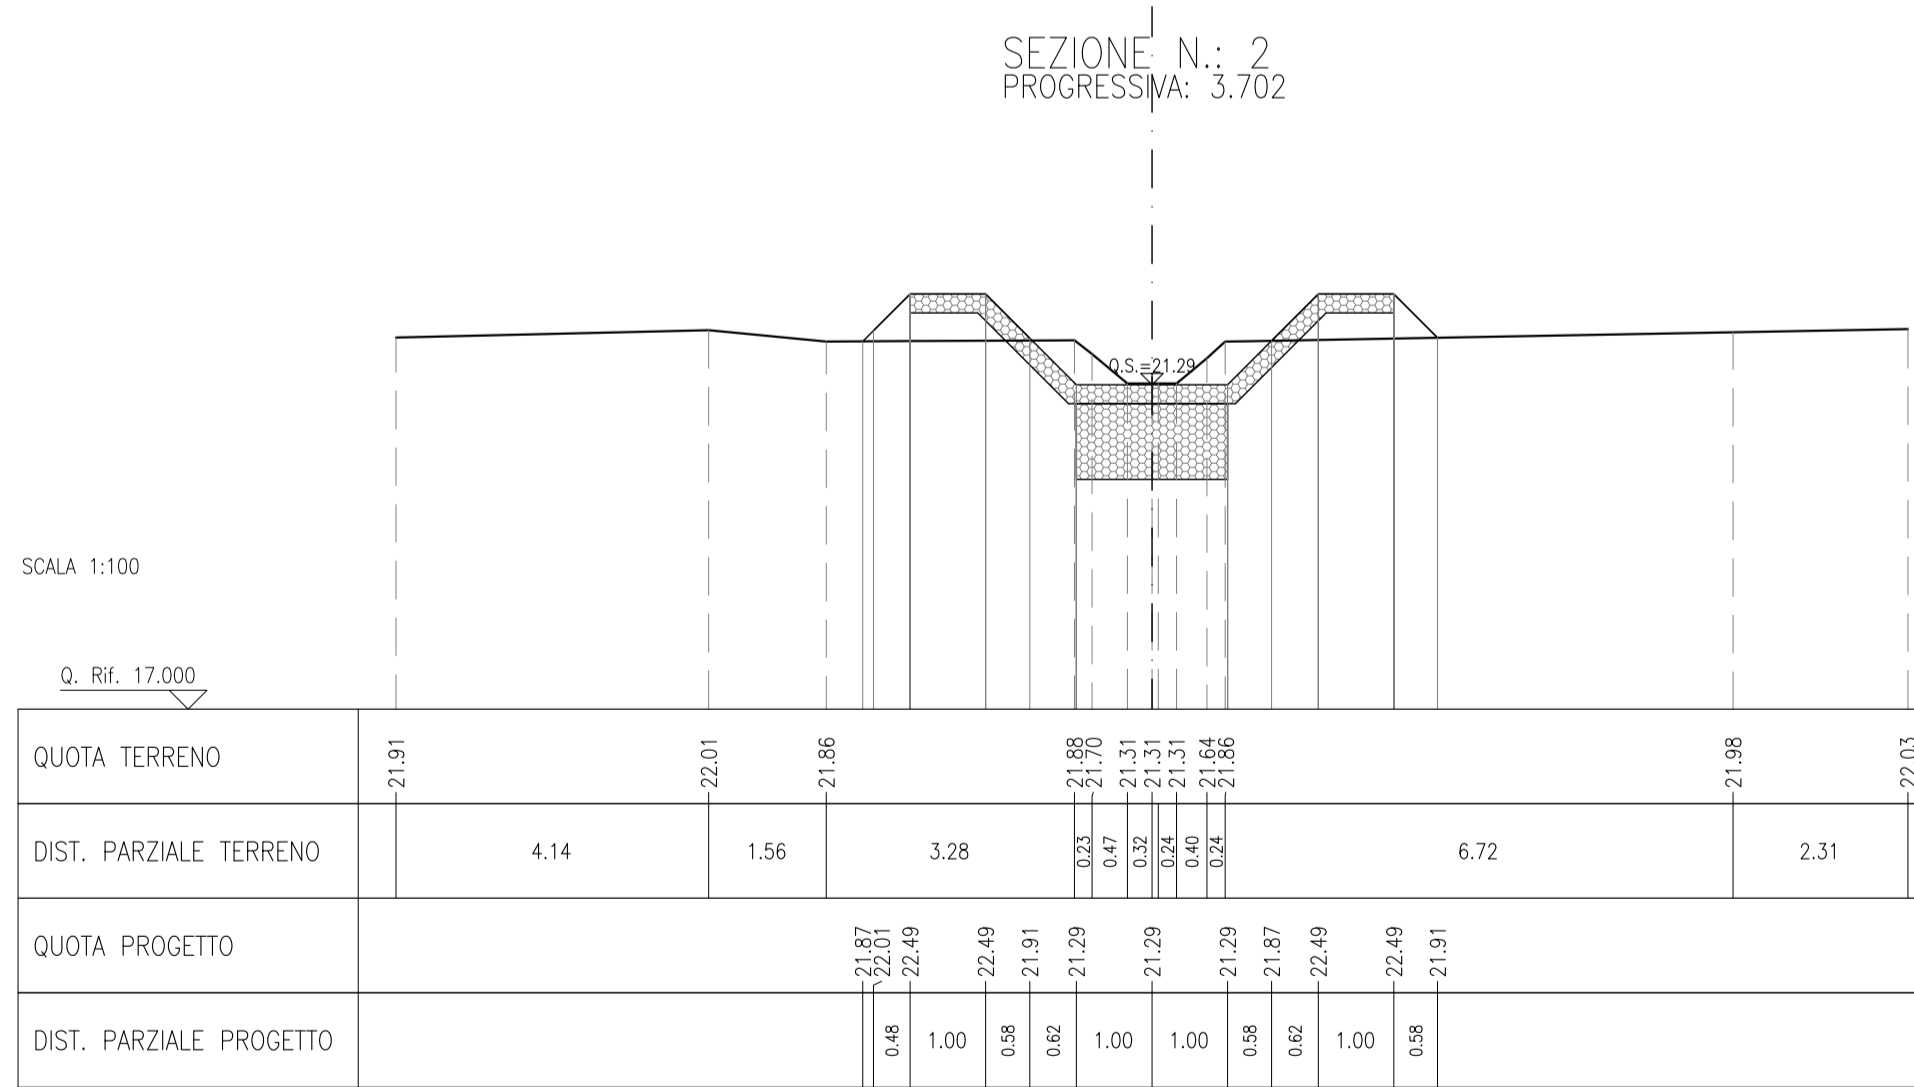 SEZIONE N.: 2
PROGRESSIVA: 3.702
Q.S.=21.29
SCALA 1:100
Q. Rif. 17.000
QUOTA TERRENO 21.91 22.01 21.86 21.88 21.70 21.31 21.31 21.31 21.64 21.86 21.98 22.03
DIST. PARZIALE TERRENO 4.14 1.56 3.28 0.23 0.47 0.32 0.24 0.40 0.24 6.72 2.31
QUOTA PROGETTO 21.87 22.01 22.49 22.49 21.91 21.29 21.29 21.29 21.87 22.49 22.49 21.91
DIST. PARZIALE PROGETTO 0.48 1.00 0.58 0.62 1.00 1.00 0.58 0.62 1.00 0.58